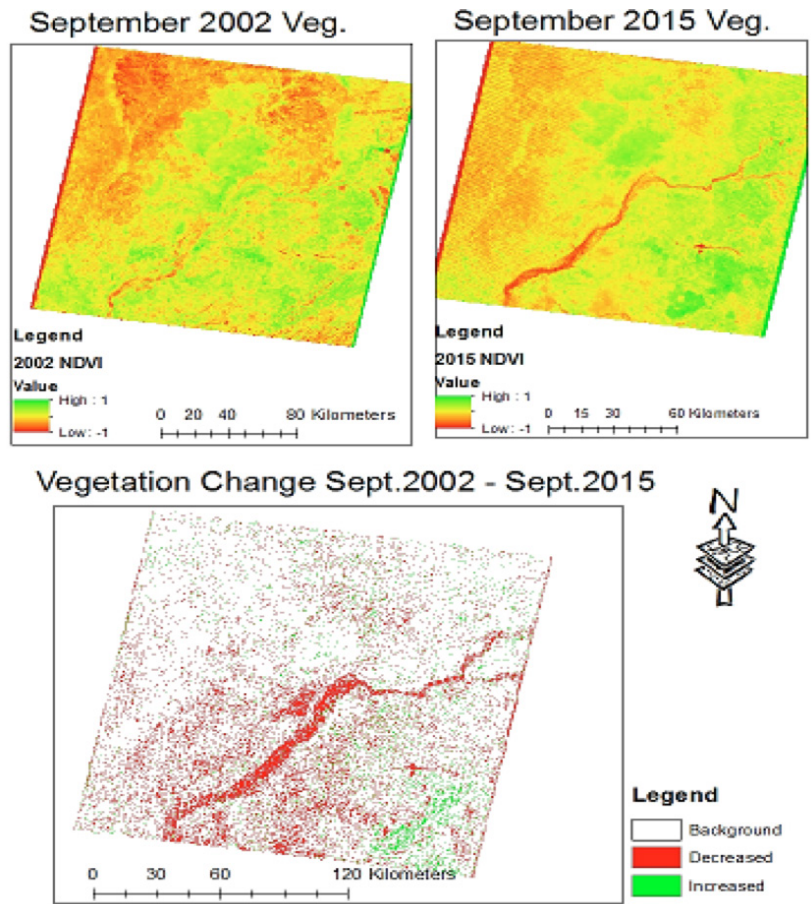 September 2002 Veg.
September 2015 Veg.
Legend
2002 NDVI
Value
High : 1
Low: -1
0 20 40 80 Kilometers
Legend
2015 NDVI
Value
High : 1
Low: -1
0 15 30 60 Kilometers
Vegetation Change Sept.2002 - Sept.2015
N
0 30 60 120 Kilometers
Legend
Background
Decreased
Increased